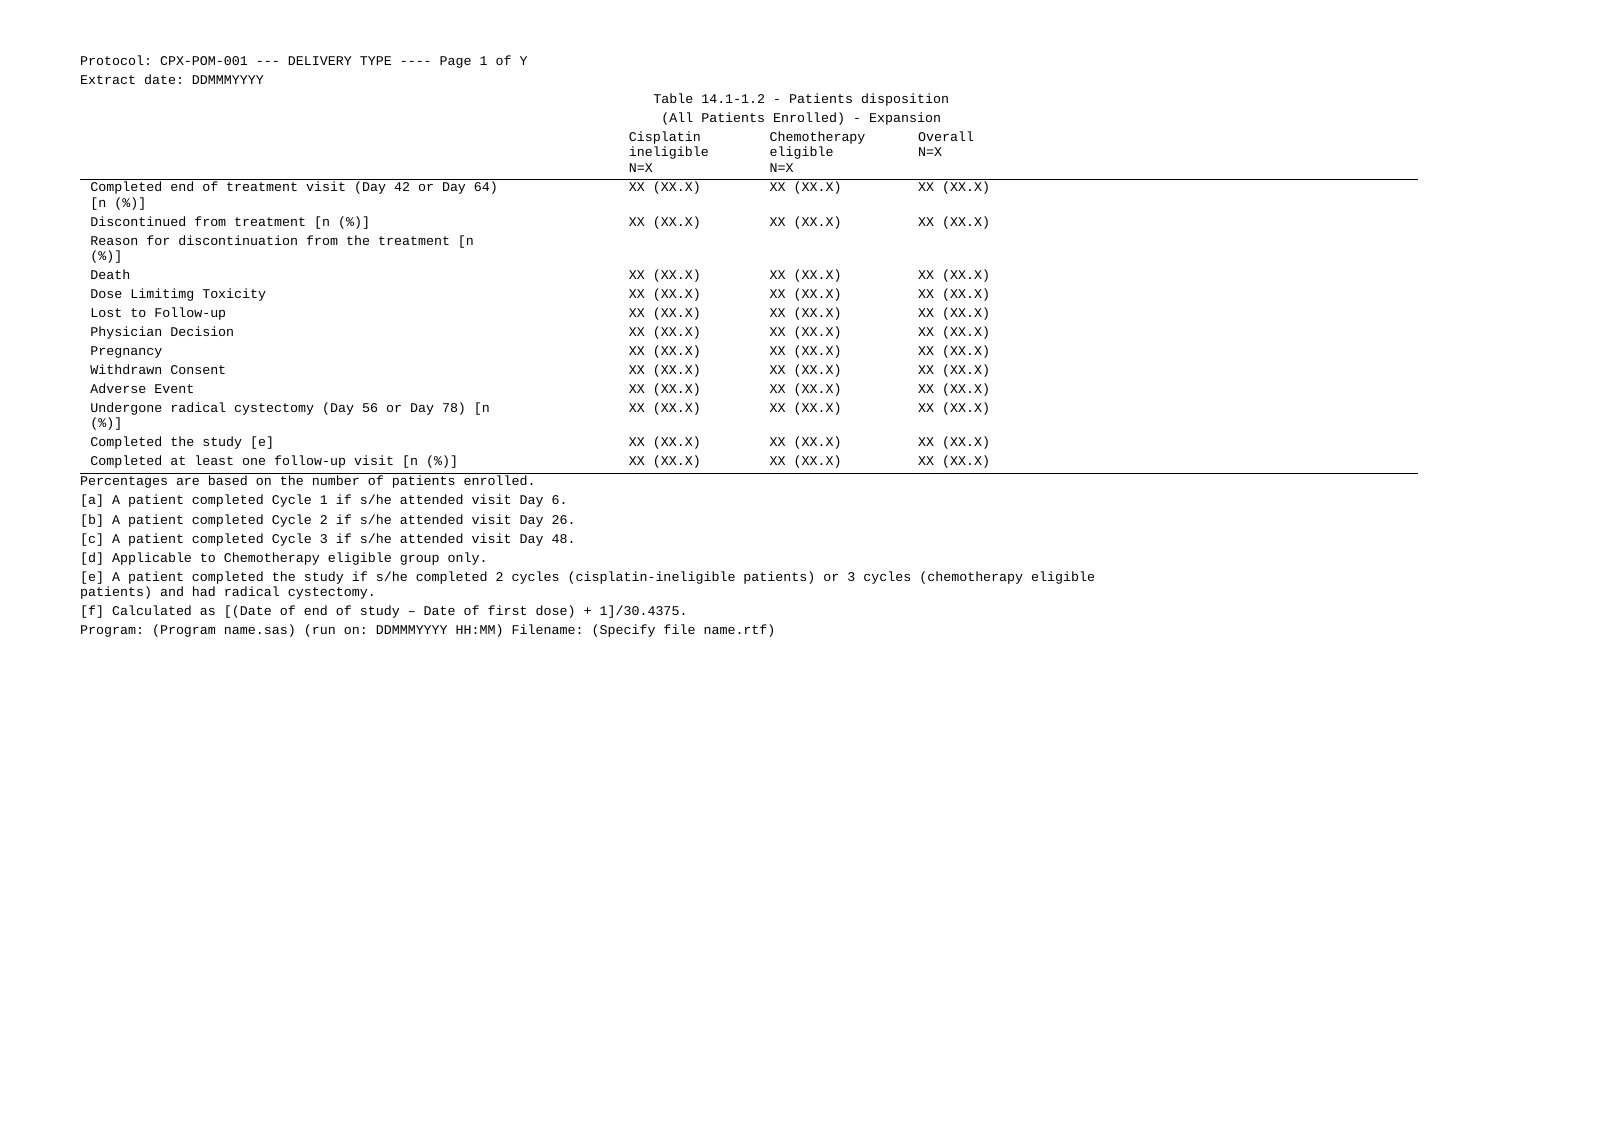 Protocol: CPX-POM-001 --- DELIVERY TYPE ---- Page 1 of Y
Extract date: DDMMMYYYY
Table 14.1-1.2 - Patients disposition
(All Patients Enrolled) - Expansion
Cisplatin Chemotherapy Overall
ineligible eligible N=X
N=X N=X
Completed end of treatment visit (Day 42 or Day 64) XX (XX.X) XX (XX.X) XX (XX.X)
[n (%)]
Discontinued from treatment [n (%)] XX (XX.X) XX (XX.X) XX (XX.X)
Reason for discontinuation from the treatment [n
(%)]
Death XX (XX.X) XX (XX.X) XX (XX.X)
Dose Limitimg Toxicity XX (XX.X) XX (XX.X) XX (XX.X)
Lost to Follow-up XX (XX.X) XX (XX.X) XX (XX.X)
Physician Decision XX (XX.X) XX (XX.X) XX (XX.X)
Pregnancy XX (XX.X) XX (XX.X) XX (XX.X)
Withdrawn Consent XX (XX.X) XX (XX.X) XX (XX.X)
Adverse Event XX (XX.X) XX (XX.X) XX (XX.X)
Undergone radical cystectomy (Day 56 or Day 78) [n XX (XX.X) XX (XX.X) XX (XX.X)
(%)]
Completed the study [e] XX (XX.X) XX (XX.X) XX (XX.X)
Completed at least one follow-up visit [n (%)] XX (XX.X) XX (XX.X) XX (XX.X)
Percentages are based on the number of patients enrolled.
[a] A patient completed Cycle 1 if s/he attended visit Day 6.
[b] A patient completed Cycle 2 if s/he attended visit Day 26.
[c] A patient completed Cycle 3 if s/he attended visit Day 48.
[d] Applicable to Chemotherapy eligible group only.
[e] A patient completed the study if s/he completed 2 cycles (cisplatin-ineligible patients) or 3 cycles (chemotherapy eligible
patients) and had radical cystectomy.
[f] Calculated as [(Date of end of study – Date of first dose) + 1]/30.4375.
Program: (Program name.sas) (run on: DDMMMYYYY HH:MM) Filename: (Specify file name.rtf)